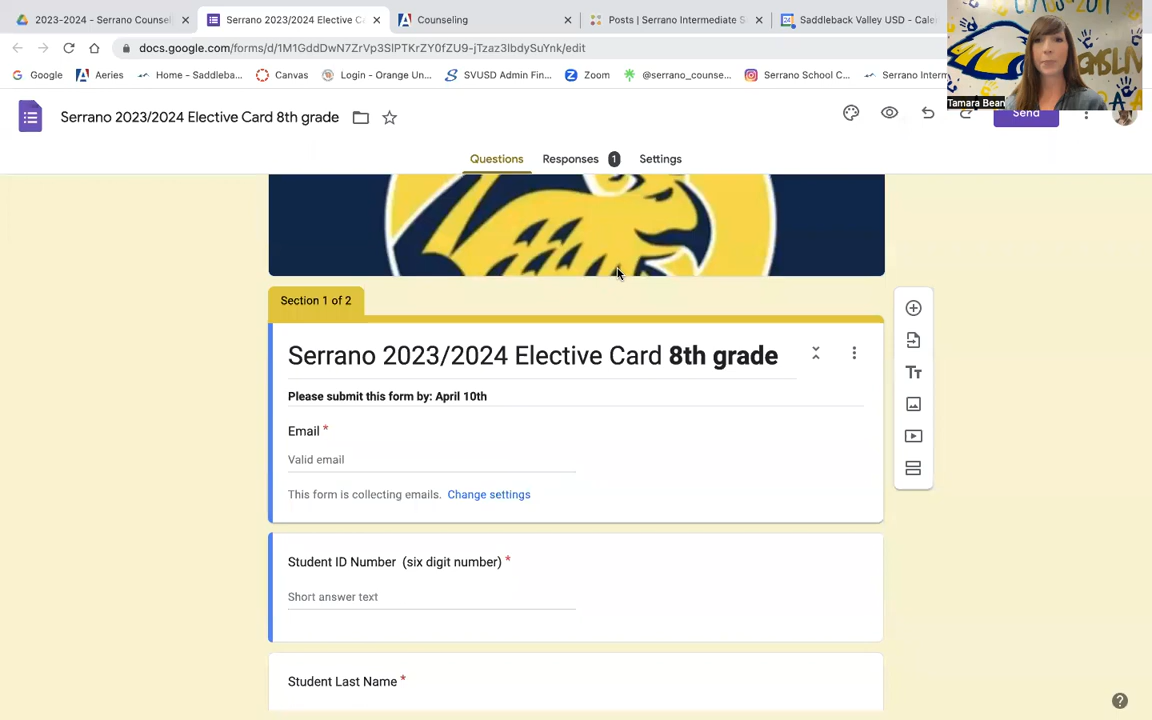 2023-2024 - Serrano Counsel
Serrano 2023/2024 Elective C
Counseling
Posts | Serrano Intermediate S
Saddleback Valley USD - Cale
docs.google.com/forms/d/1M1GddDwN7ZrVp3SlPTKrZY0fZU9-jTzaz3lbdySuYnk/edit
Google
Aeries
Home - Saddleba...
Canvas
Login - Orange Un...
SVUSD Admin Fin...
Zoom
@serrano_counse...
Serrano School C...
Serrano Intern
Tamara Bean
Serrano 2023/2024 Elective Card 8th grade
Send
Questions
Responses 1
Settings
Section 1 of 2
Serrano 2023/2024 Elective Card 8th grade
Please submit this form by: April 10th
Email *
Valid email
This form is collecting emails. Change settings
Student ID Number (six digit number) *
Short answer text
Student Last Name *